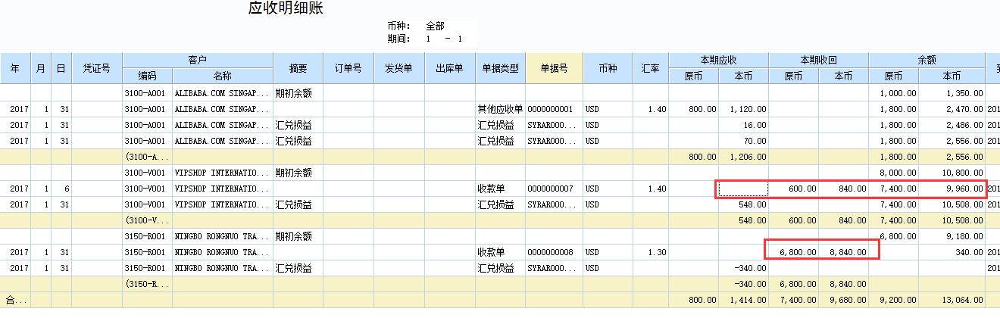 应收明细账
币种: 全部
期间: 1 - 1
年 月 日 凭证号 客户 摘要 订单号 发货单 出库单 单据类型 单据号 币种 汇率 本期应收 本期收回 余额
编码 名称 原币 本币 原币 本币 原币 本币
3100-A001 ALIBABA.COM SINGAP... 期初余额 1,000.00 1,350.00
2017 1 31 3100-A001 ALIBABA.COM SINGAP... 其他应收单 0000000001 USD 1.40 800.00 1,120.00 1,800.00 2,470.00 201
2017 1 31 3100-A001 ALIBABA.COM SINGAP... 汇兑损益 汇兑损益 SYRAR000... USD 16.00 1,800.00 2,486.00 201
2017 1 31 3100-A001 ALIBABA.COM SINGAP... 汇兑损益 汇兑损益 SYRAR000... USD 70.00 1,800.00 2,556.00 201
(3100-A... 800.00 1,206.00 1,800.00 2,556.00
3100-V001 VIPSHOP INTERNATIO... 期初余额 8,000.00 10,800.00
2017 1 6 3100-V001 VIPSHOP INTERNATIO... 收款单 0000000007 USD 1.40 600.00 840.00 7,400.00 9,960.00 201
2017 1 31 3100-V001 VIPSHOP INTERNATIO... 汇兑损益 汇兑损益 SYRAR000... USD 548.00 7,400.00 10,508.00 201
(3100-V... 548.00 600.00 840.00 7,400.00 10,508.00
3150-R001 NINGBO RONGNUO TRA... 期初余额 6,800.00 9,180.00
2017 1 31 3150-R001 NINGBO RONGNUO TRA... 收款单 0000000008 USD 1.30 6,800.00 8,840.00 340.00 201
2017 1 31 3150-R001 NINGBO RONGNUO TRA... 汇兑损益 汇兑损益 SYRAR000... USD -340.00 201
(3150-R... -340.00 6,800.00 8,840.00
合... 800.00 1,414.00 7,400.00 9,680.00 9,200.00 13,064.00